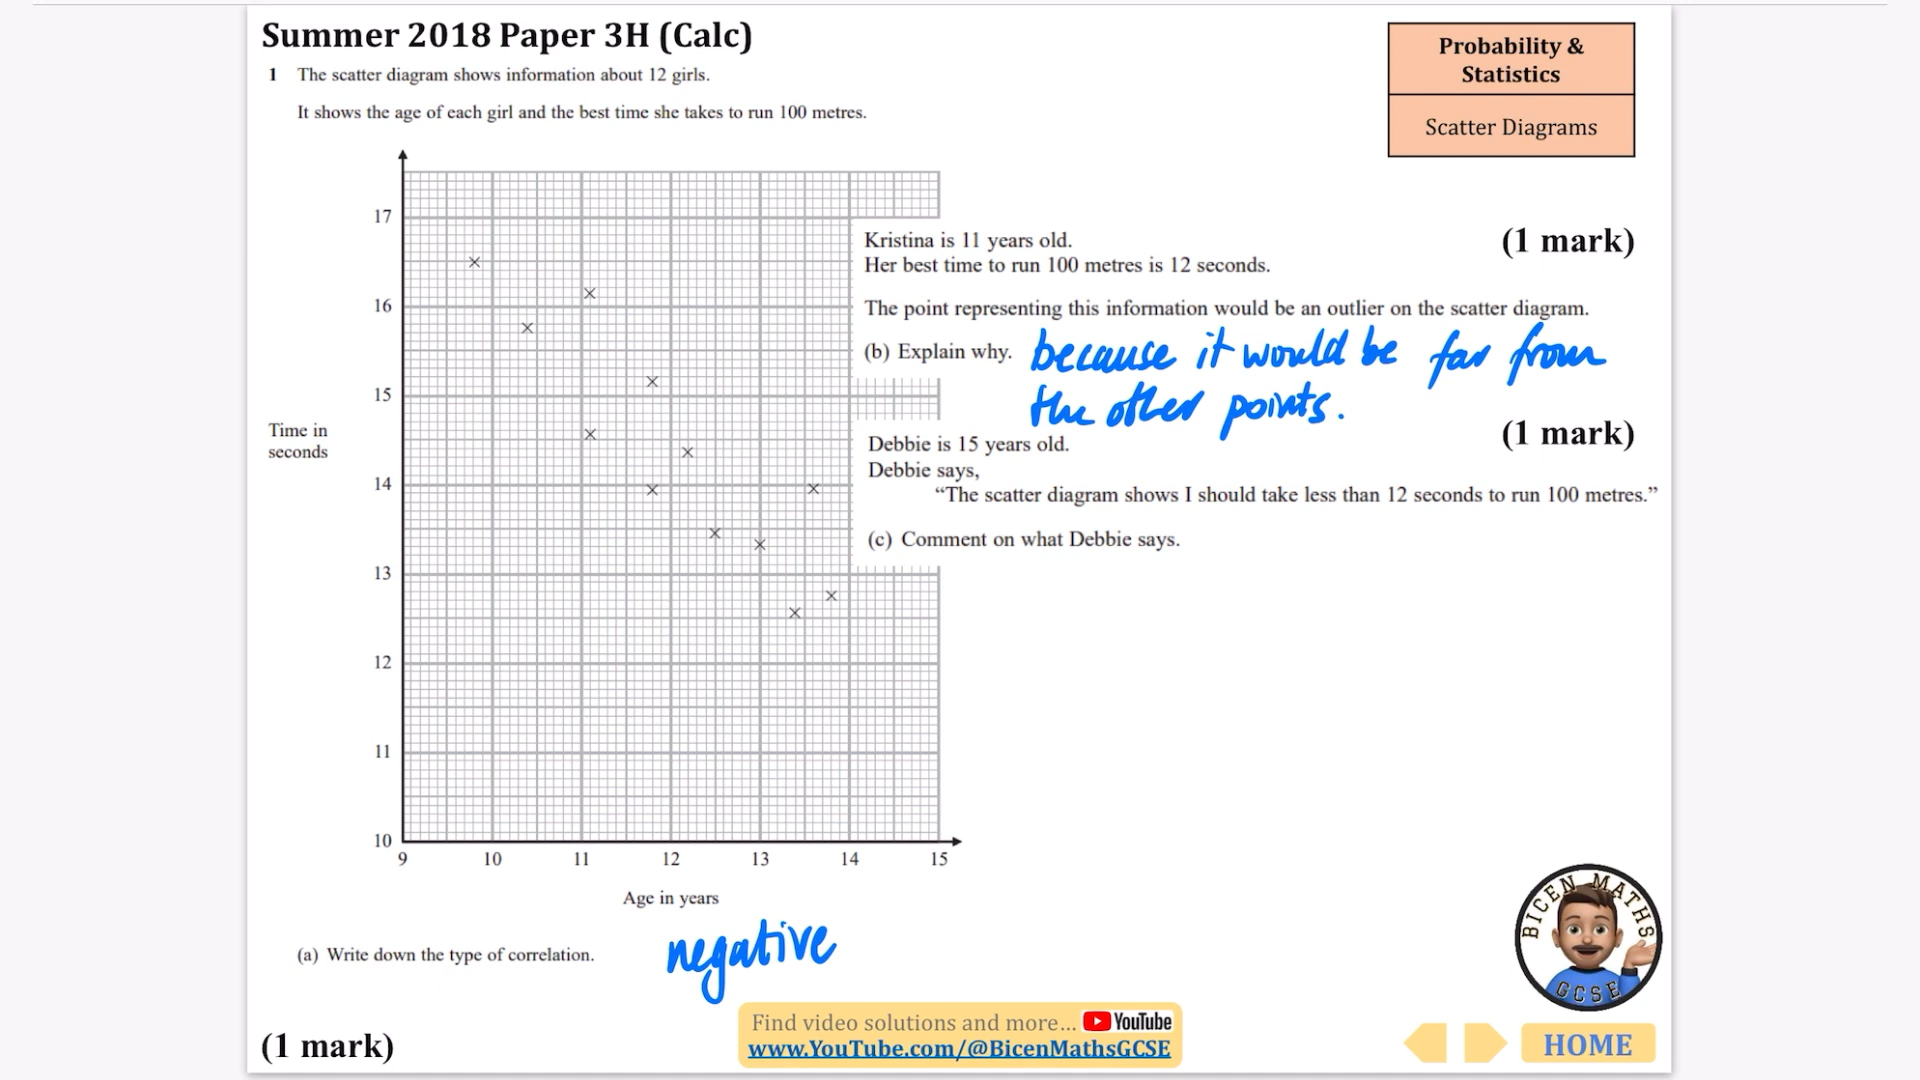 Summer 2018 Paper 3H (Calc)
Probability &
Statistics
Scatter Diagrams
1 The scatter diagram shows information about 12 girls.
It shows the age of each girl and the best time she takes to run 100 metres.
17
16
15
14
13
12
11
10
Time in
seconds
9 10 11 12 13 14 15
Age in years
(a) Write down the type of correlation. negative
(1 mark)
Kristina is 11 years old. (1 mark)
Her best time to run 100 metres is 12 seconds.
The point representing this information would be an outlier on the scatter diagram.
(b) Explain why. because it would be far from
the other points.
(1 mark)
Debbie is 15 years old.
Debbie says,
“The scatter diagram shows I should take less than 12 seconds to run 100 metres.”
(c) Comment on what Debbie says.
BICEN MATHS
GCSE
Find video solutions and more... YouTube
www.YouTube.com/@BicenMathsGCSE
HOME